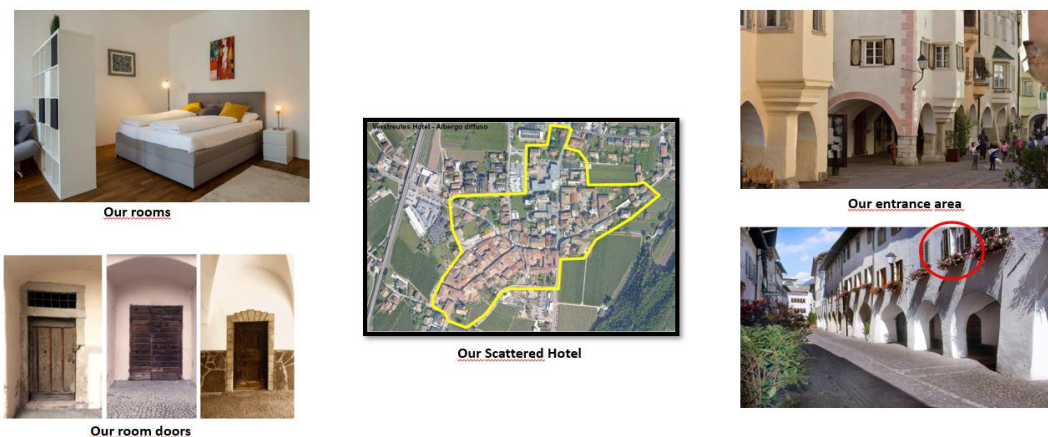 Our rooms
Our room doors
Verstreutes Hotel - Albergo diffuso
Our Scattered Hotel
Our entrance area